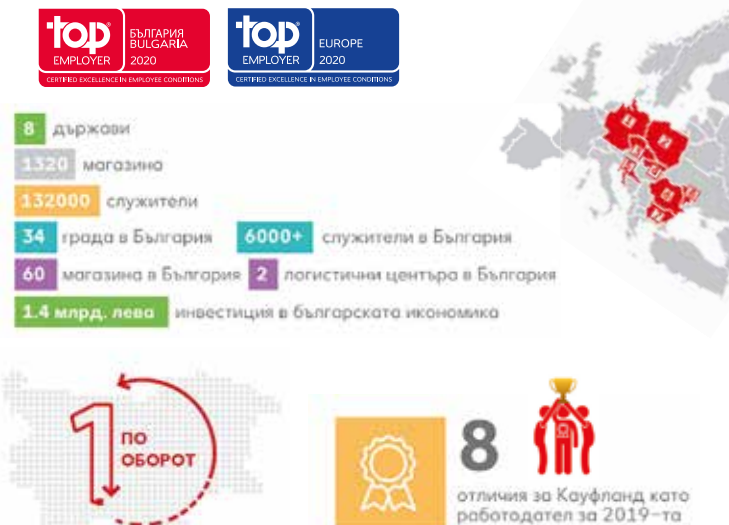 top
EMPLOYER
БЪЛГАРИЯ
BULGARIA
2020
CERTIFIED EXCELLENCE IN EMPLOYEE CONDITIONS
top
EMPLOYER
EUROPE
2020
CERTIFIED EXCELLENCE IN EMPLOYEE CONDITIONS
8 държави
1320 магазина
132000 служители
34 града в България 6000+ служители в България
60 магазина в България 2 логистични центъра в България
1.4 млрд. лева инвестиция в българската икономика
1 ПО
ОБОРОТ
8
отличия за Кауфланд като
работодател за 2019-та